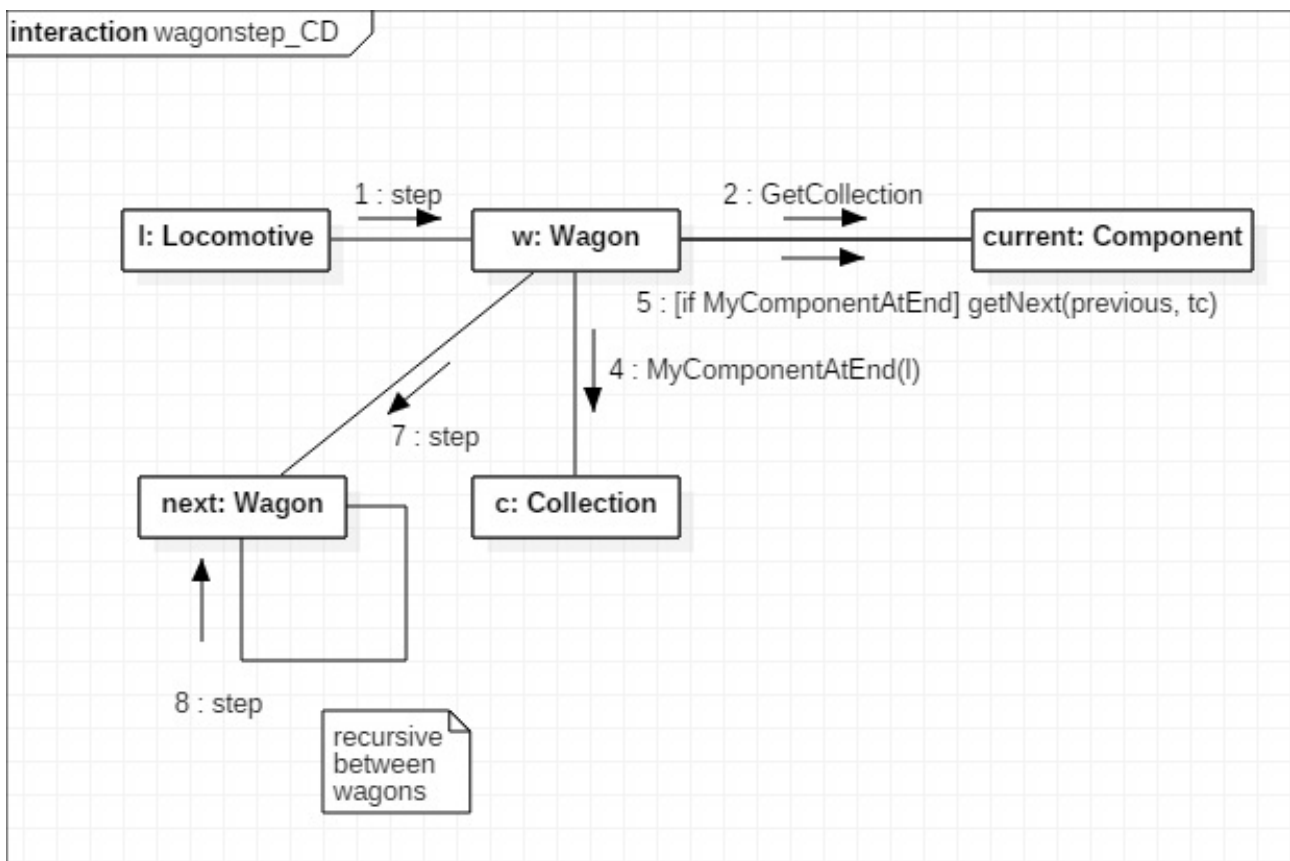 interaction wagonstep_CD
1 : step
2 : GetCollection
l: Locomotive
w: Wagon
current: Component
5 : [if MyComponentAtEnd] getNext(previous, tc)
4 : MyComponentAtEnd(l)
7 : step
next: Wagon
c: Collection
8 : step
recursive
between
wagons